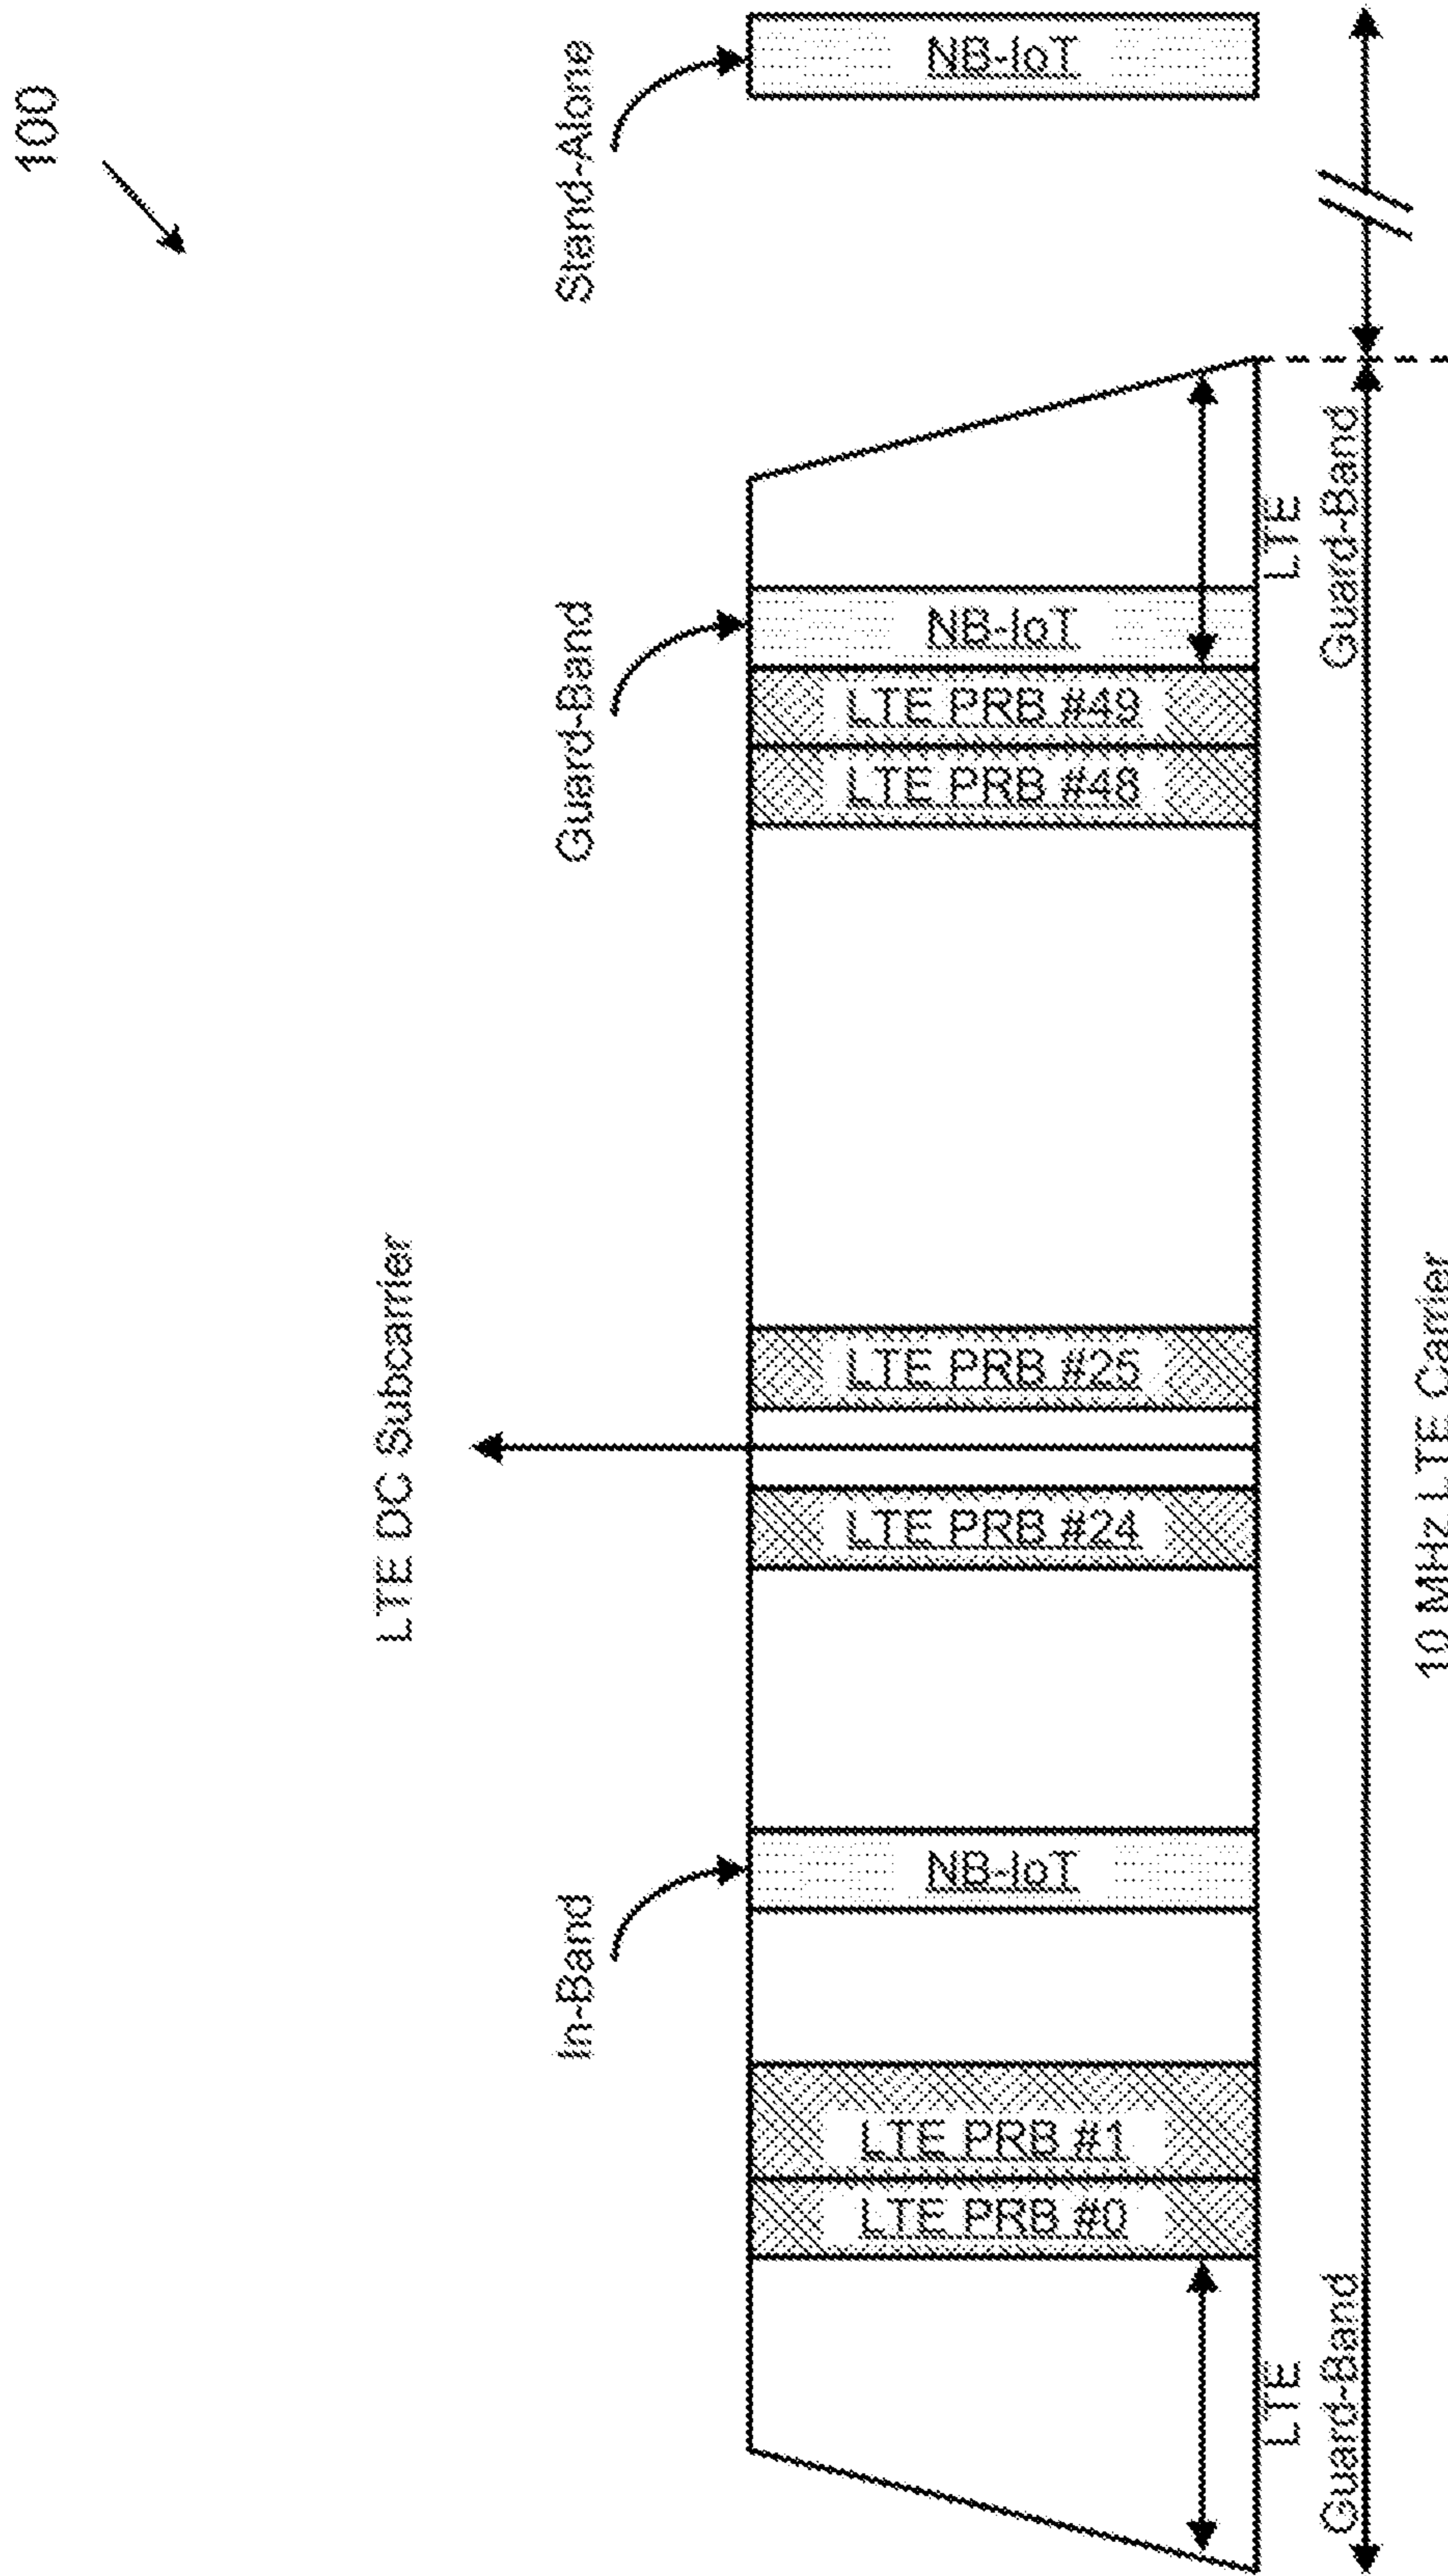 100
LTE DC Subcarrier
In-Band
Guard-Band
Stand-Alone
LTE PRB #0
LTE PRB #1
NB-IoT
LTE PRB #24
LTE PRB #25
LTE PRB #48
LTE PRB #49
NB-IoT
NB-IoT
LTE
Guard-Band
LTE
Guard-Band
10 MHz LTE Carrier